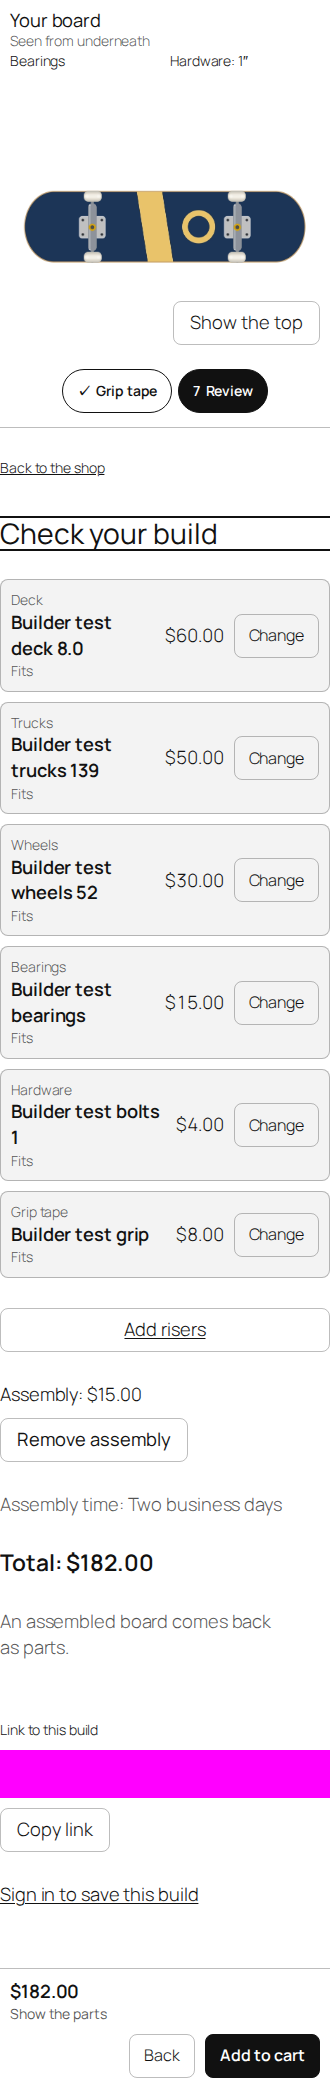 Your board
Seen from underneath
Bearings
Hardware: 1″
Show the top
✓ Grip tape
7 Review
Back to the shop
Check your build
Deck
Builder test
deck 8.0
Fits
$60.00
Change
Trucks
Builder test
trucks 139
Fits
$50.00
Change
Wheels
Builder test
wheels 52
Fits
$30.00
Change
Bearings
Builder test
bearings
Fits
$15.00
Change
Hardware
Builder test bolts
1
Fits
$4.00
Change
Grip tape
Builder test grip
Fits
$8.00
Change
Add risers
Assembly: $15.00
Remove assembly
Assembly time: Two business days
Total: $182.00
An assembled board comes back
as parts.
Link to this build
Copy link
Sign in to save this build
$182.00
Show the parts
Back
Add to cart